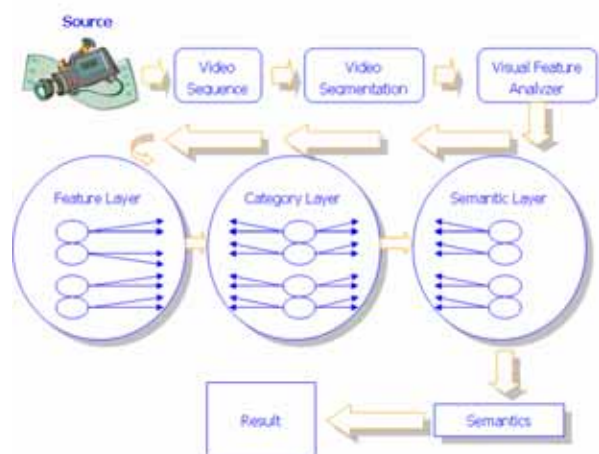 Source
Video
Sequence
Video
Segmentation
Visual Feature
Analyzer
Feature Layer
Category Layer
Semantic Layer
Result
Semantics